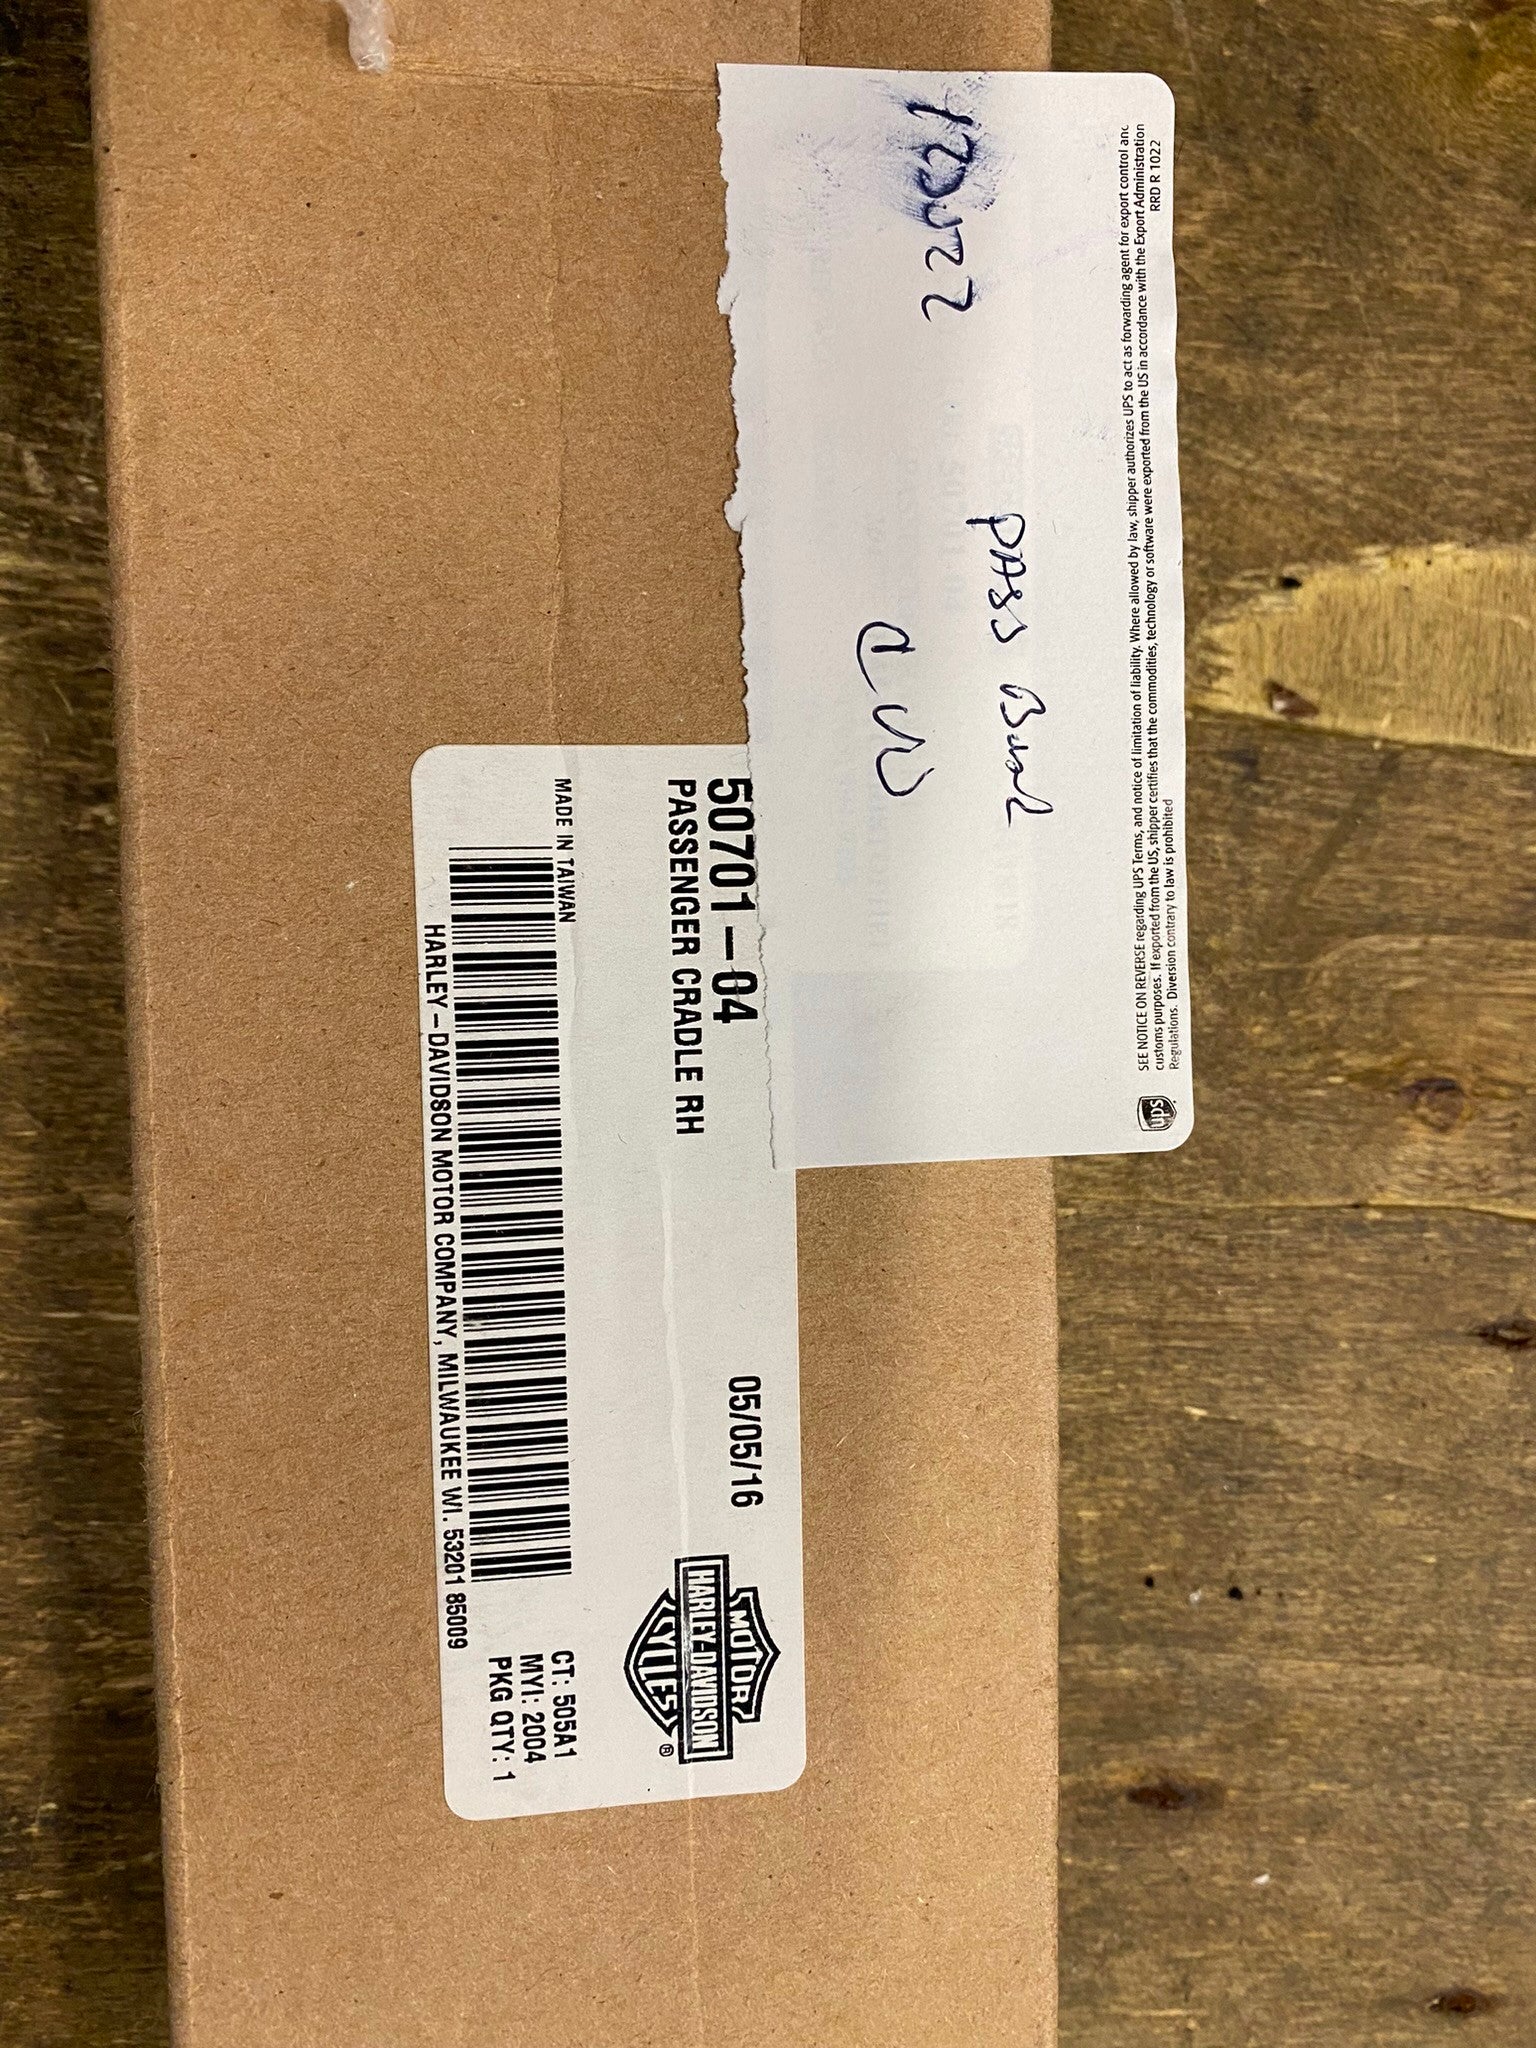 SEE NOTICE ON REVERSE regarding UPS Terms, and notice of limitation of liability. Where allowed by law, shipper authorizes UPS to act as forwarding agent for export control and
customs purposes. If exported from the US, shipper certifies that the commodities, technology or software were exported from the US in accordance with the Export Administration
Regulations. Diversion contrary to law is prohibited
RRD R 1022
ups
PASS
50701-04
05/05/16
PASSENGER CRADLE RH
MOTOR
HARLEY-DAVIDSON
CYCLES
®
MADE IN TAIWAN
CT: 505A1
MYI: 2004
PKG QTY: 1
HARLEY-DAVIDSON MOTOR COMPANY, MILWAUKEE WI. 53201 85009